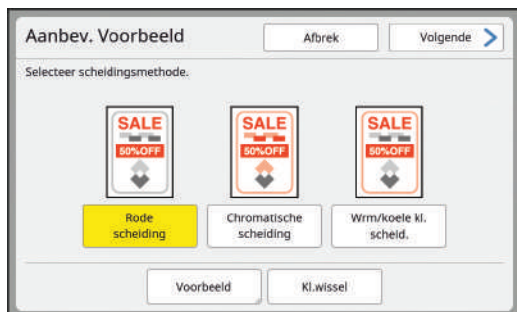 Aanbev. Voorbeeld
Afbrek
Volgende
Selecteer scheidingsmethode.
SALE
50%OFF
SALE
50%OFF
SALE
50%OFF
Rode
scheiding
Chromatische
scheiding
Wrm/koele kl.
scheid.
Voorbeeld
Kl.wissel